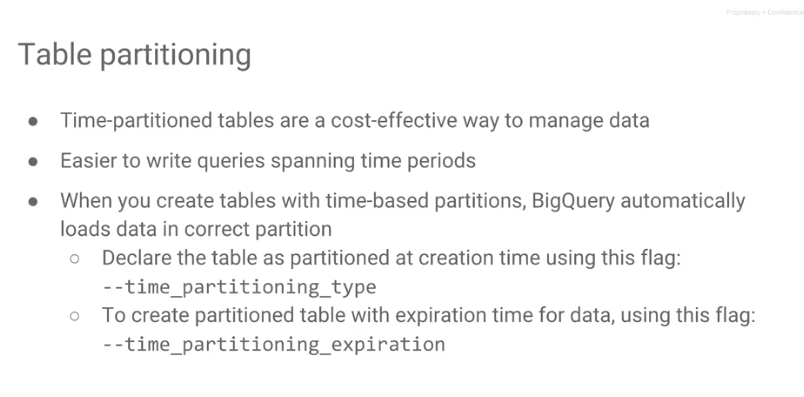 Proprietary + Confidential
Table partitioning
● Time-partitioned tables are a cost-effective way to manage data
● Easier to write queries spanning time periods
● When you create tables with time-based partitions, BigQuery automatically
loads data in correct partition
○ Declare the table as partitioned at creation time using this flag:
--time_partitioning_type
○ To create partitioned table with expiration time for data, using this flag:
--time_partitioning_expiration